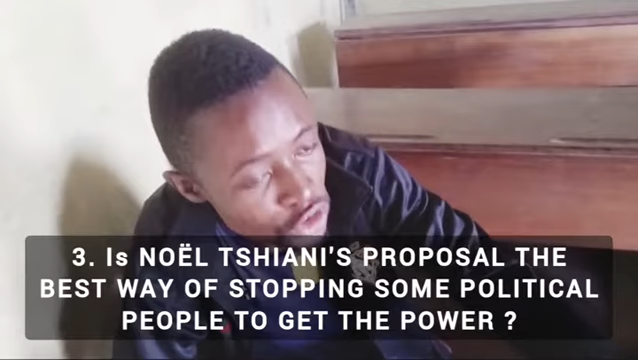 3. Is NOËL TSHIANI'S PROPOSAL THE
BEST WAY OF STOPPING SOME POLITICAL
PEOPLE TO GET THE POWER ?